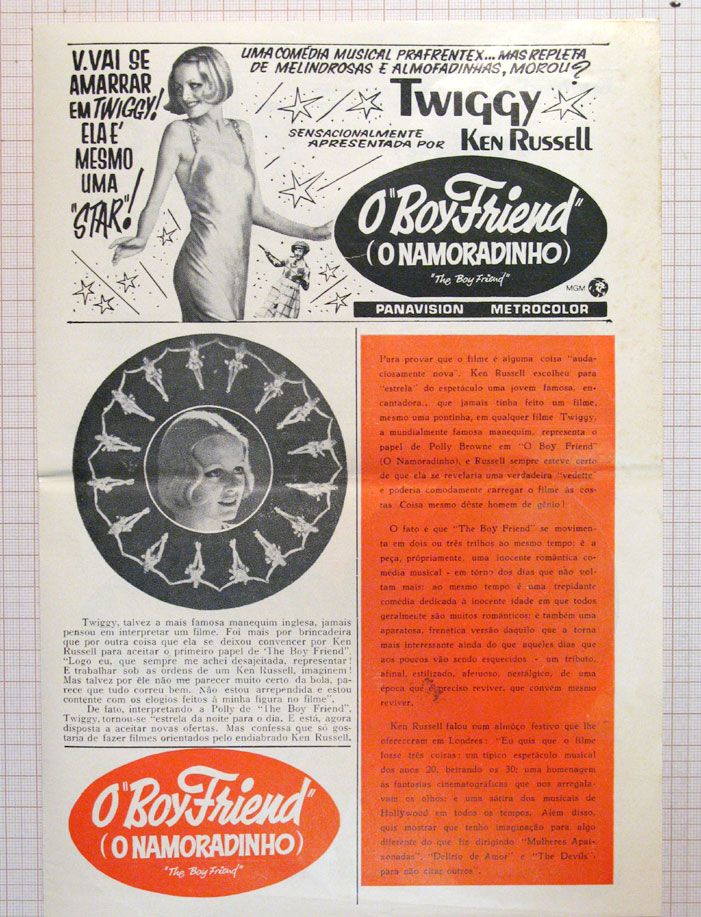 V. VAI SE
AMARRAR
EM TWIGGY!
ELA E'
MESMO
UMA
"STAR"!
UMA COMÉDIA MUSICAL PRAFRENTEX... MAS REPLETA
DE MELINDROSAS E ALMOFADINHAS, MOROU?
TWIGGY
SENSACIONALMENTE
APRESENTADA POR KEN RUSSELL
O "Boy Friend"
(O NAMORADINHO)
"The Boy Friend"
MGM
PANAVISION METROCOLOR
Twiggy, talvez a mais famosa manequim inglesa, jamais
pensou em interpretar um filme. Foi mais por brincadeira
que por outra coisa que ela se deixou convencer por Ken
Russell para aceitar o primeiro papel de 'The Boy Friend".
"Logo eu, que sempre me achei desajeitada, representar!
E trabalhar sob as ordens de um Ken Russell, imaginem!
Mas talvez por êle não me parecer muito certo da bola, pa-
rece que tudo correu bem. Não estou arrependida e estou
contente com os elogios feitos à minha figura no filme".
De fato, interpretando a Polly de "The Boy Friend",
Twiggy, tornou-se "estrela da noite para o dia. E está, agora
disposta a aceitar novas ofertas. Mas confessa que só gos-
taria de fazer filmes orientados pelo endiabrado Ken Russell.
O "Boy Friend"
(O NAMORADINHO)
"The Boy Friend"
Para provar que o filme é alguma coisa "auda-
ciosamente nova", Ken Russell escolheu para
"estrela" do espetáculo uma jovem famosa, en-
cantadora., que jamais tinha feito um filme,
mesmo uma pontinha, em qualquer filme Twiggy,
a mundialmente famosa manequim, representa o
papel de Polly Browne em "O Boy Friend"
(O Namoradinho), e Russell sempre esteve certo
de que ela se revelaria uma verdadeira "vedette"
e poderia comodamente carregar o filme às cos-
tas Coisa mesmo dêste homem de gênio!
O fato é que "The Boy Friend" se movimen-
ta em dois ou três trilhos ao mesmo tempo: é a
peça, própriamente, uma inocente romântica co-
média musical - em tôrno dos dias que não vol-
tam mais: ao mesmo tempo é uma trepidante
comédia dedicada à inocente idade em que todos
geralmente são muitos românticos: é também uma
aparatosa, frenética versão daquilo que a torna
mais interessante ainda do que aqueles dias que
aos poucos vão sendo esquecidos - um tributo,
afinal, estilizado, afetuoso, nestálgico, de uma
época que é preciso reviver, que convém mesmo
reviver.
Ken Russell falou num almôço festivo que lhe
ofereceram em Londres: "Eu quis que o filme
fosse três coisas: um típico espetáculo musical
dos anos 20, beirando os 30; uma homenagem
às fantasias cinematográficas que nos arregala-
vam os olhos; e uma sátira dos musicais de
Hollywood em todos os tempos. Além disso,
quis mostrar que tenho imaginação para algo
diferente do que fiz dirigindo "Mulheres Apai-
xonadas", "Delírio de Amor" e "The Devils",
para não citar outros".